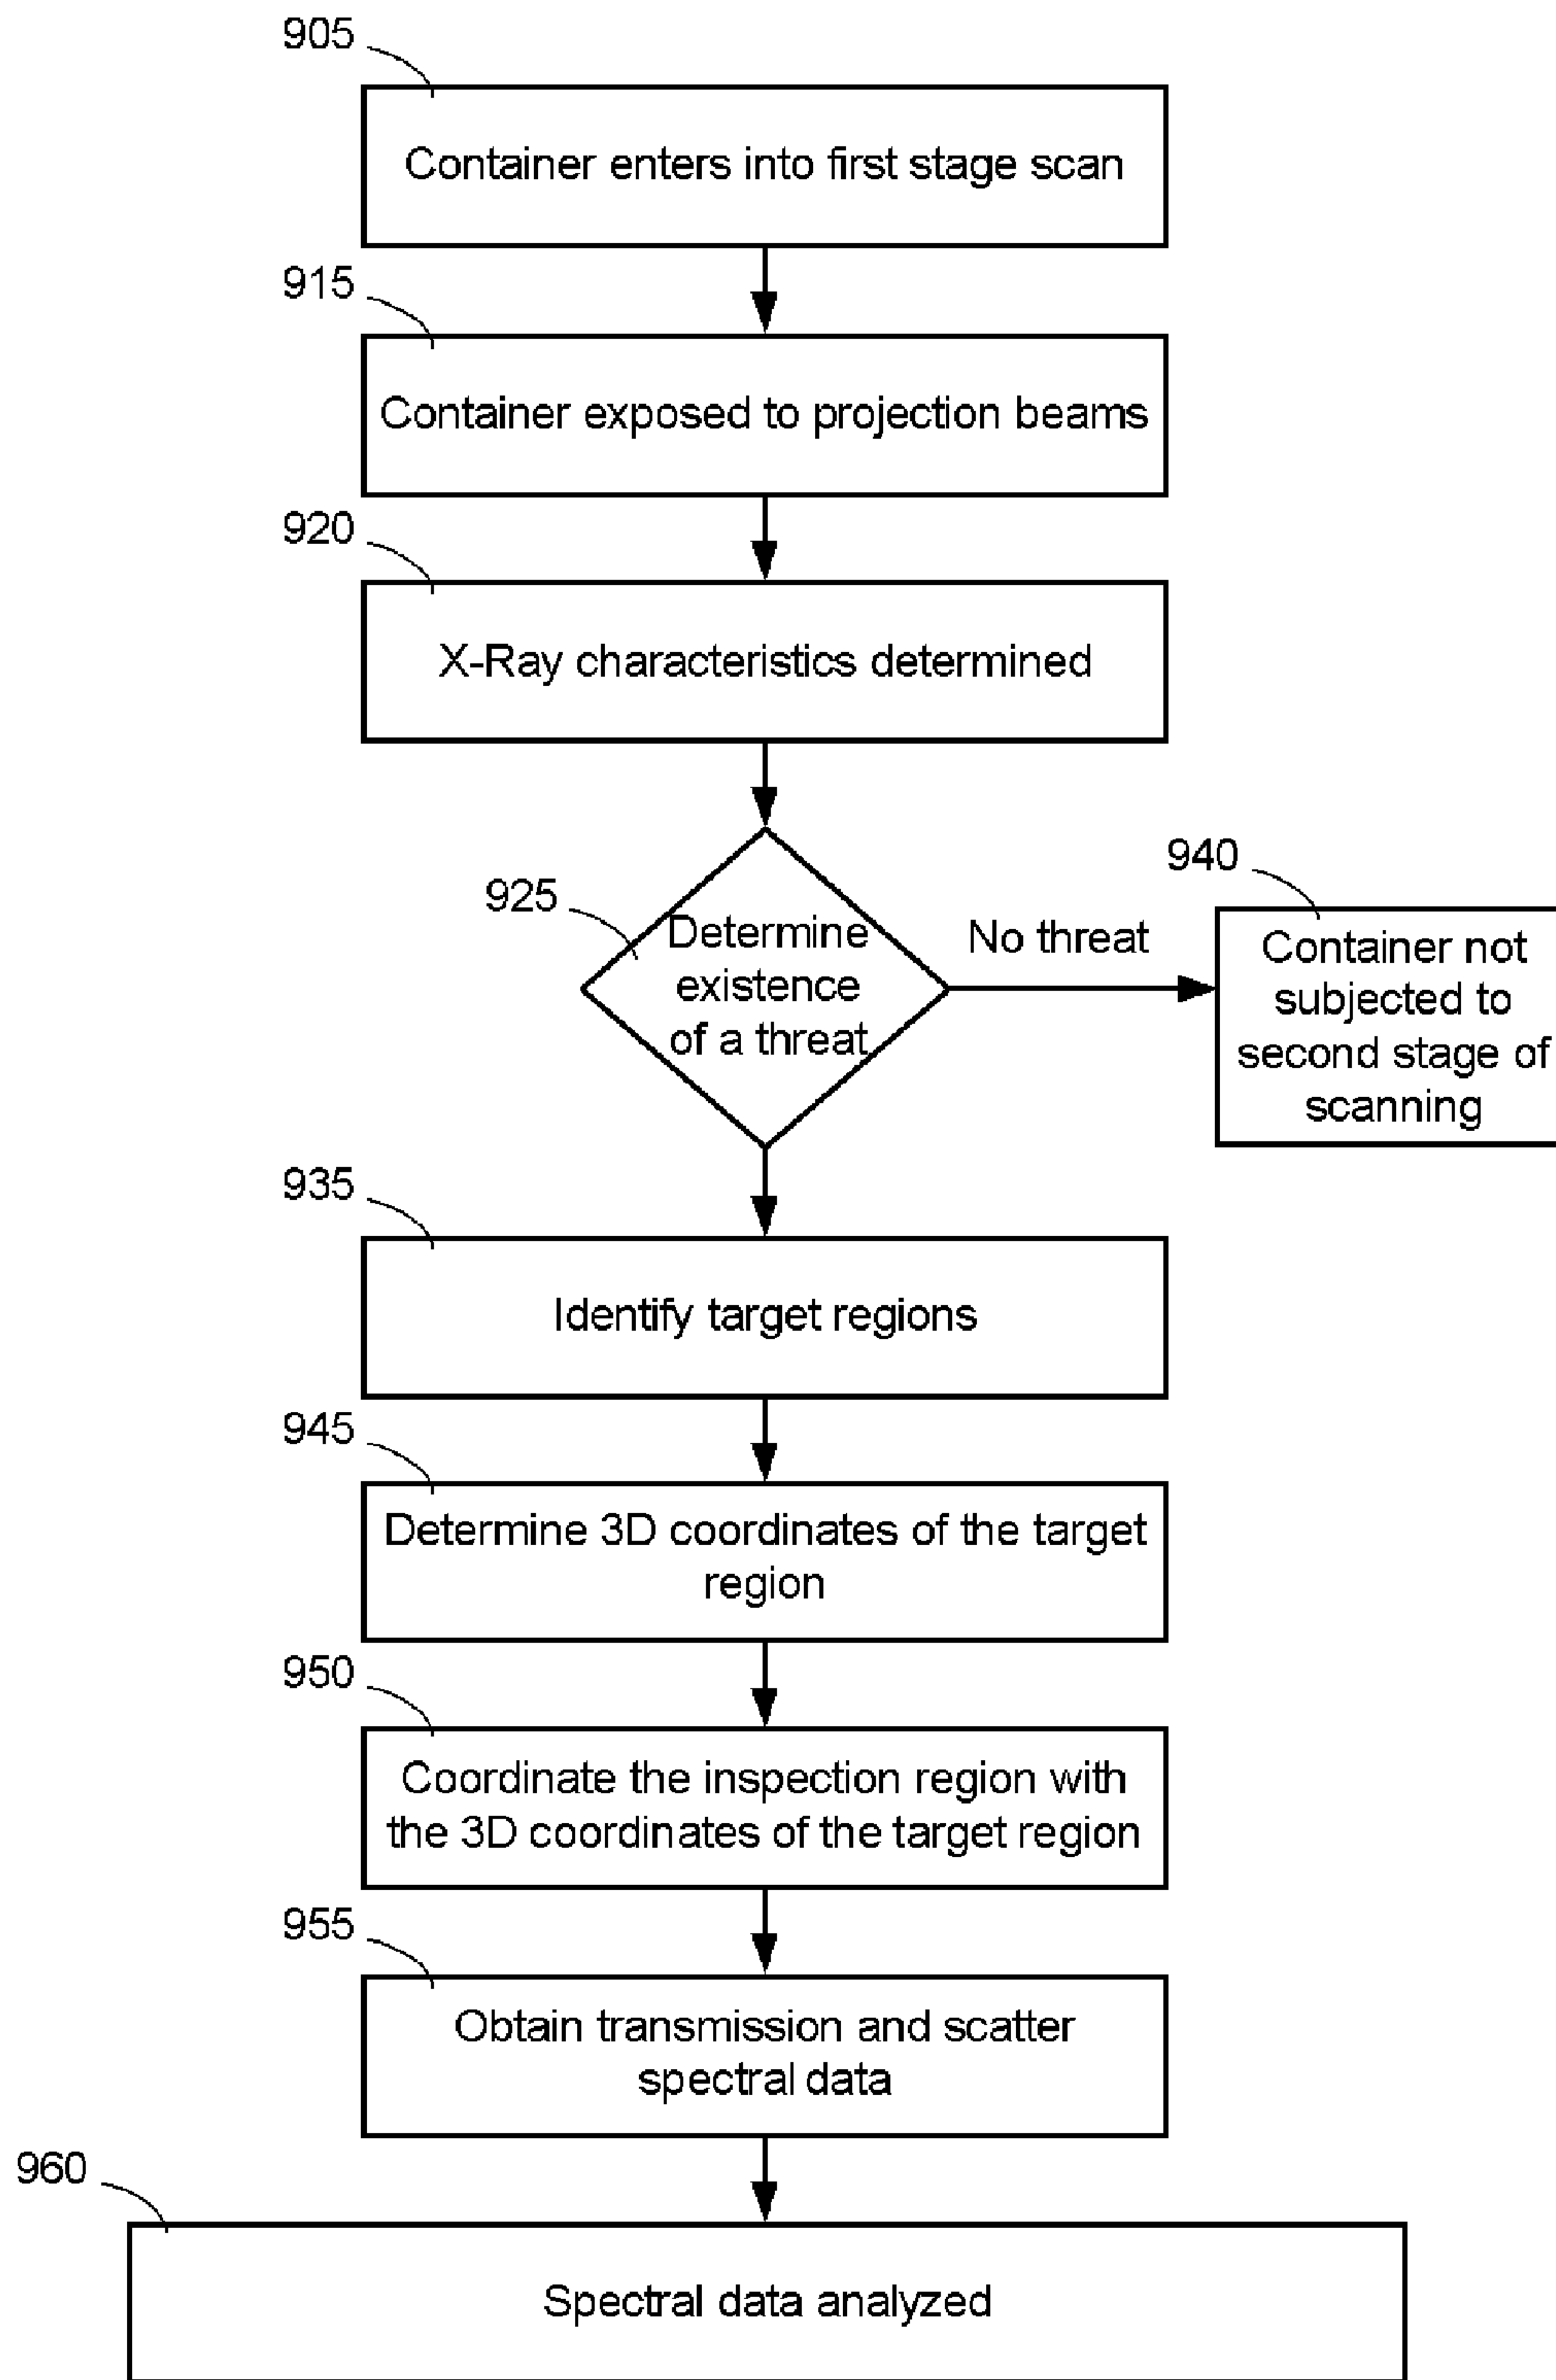 905
Container enters into first stage scan
915
Container exposed to projection beams
920
X-Ray characteristics determined
925
Determine
existence
of a threat
No threat
940
Container not
subjected to
second stage of
scanning
935
Identify target regions
945
Determine 3D coordinates of the target
region
950
Coordinate the inspection region with
the 3D coordinates of the target region
955
Obtain transmission and scatter
spectral data
960
Spectral data analyzed